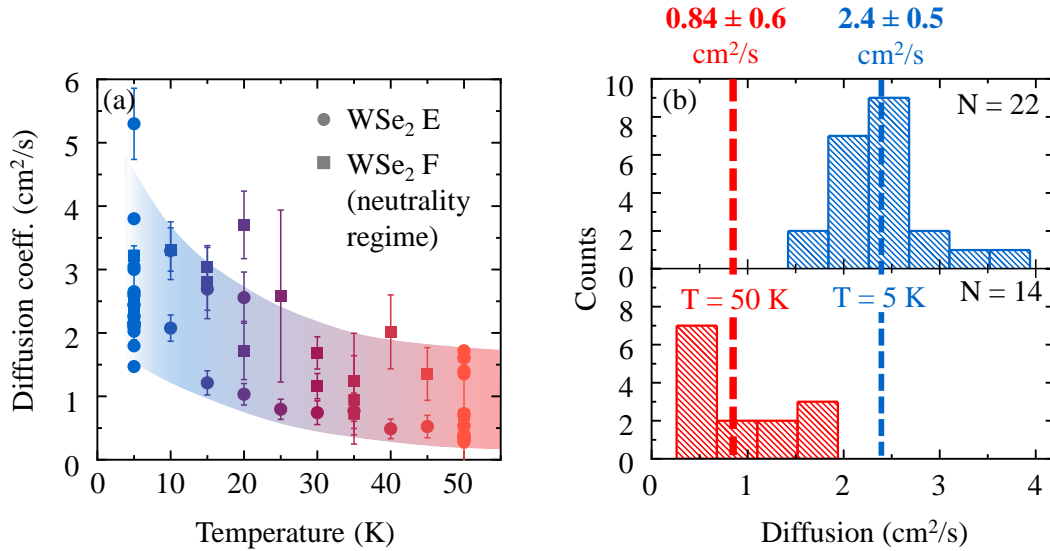 0.84 ± 0.6
cm²/s
2.4 ± 0.5
cm²/s
(a)
WSe₂ E
WSe₂ F
(neutrality
regime)
Diffusion coeff. (cm²/s)
6
5
4
3
2
1
0
0 10 20 30 40 50
Temperature (K)
(b)
N = 22
Counts
10
8
6
4
2
0
T = 50 K
T = 5 K
N = 14
8
6
4
2
0
0 1 2 3 4
Diffusion (cm²/s)